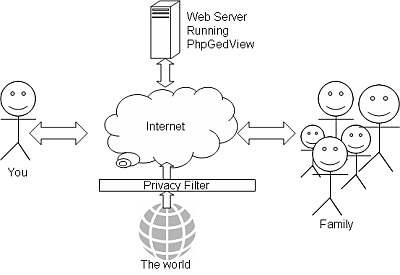 Web Server
Running
PhpGedView
Internet
You
Privacy Filter
Family
The world